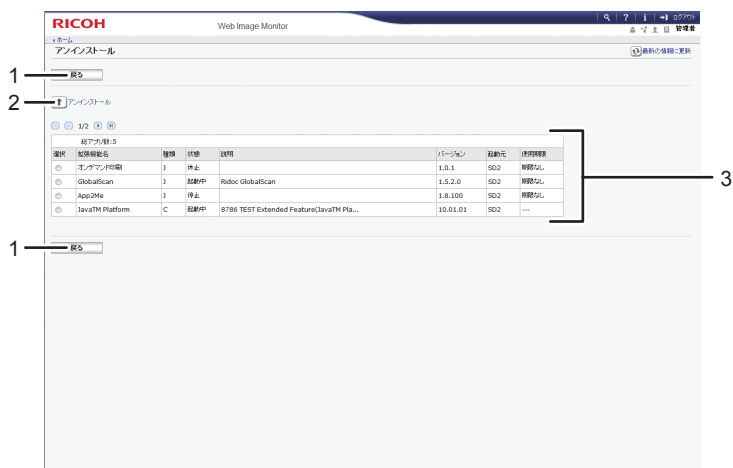 RICOH
Web Image Monitor
ログアウト
管理者
ホーム
アンインストール
最新の情報に更新
1
戻る
2
アンインストール
1/2
総アプリ数:5
選択 拡張機能名 種類 状態 説明 バージョン 起動元 使用期限
オンデマンド印刷 J 休止 1.0.1 SD2 期限なし
GlobalScan J 起動中 Ridoc GlobalScan 1.5.2.0 SD2 期限なし
App2Me J 停止 1.8.100 SD2 期限なし
JavaTM Platform C 起動中 8786 TEST Extended Feature(JavaTM Pla... 10.01.01 SD2 ---
3
1
戻る